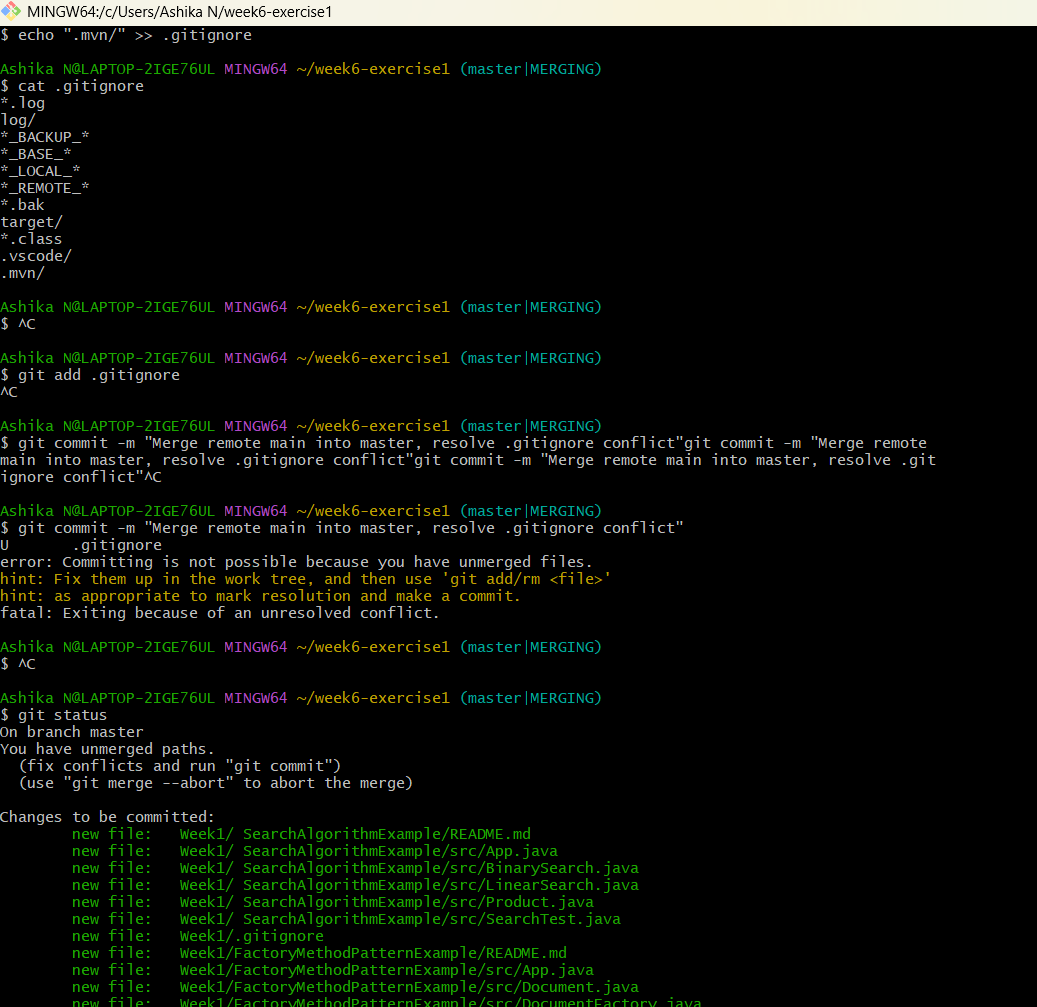 MINGW64:/c/Users/Ashika N/week6-exercise1
$ echo ".mvn/" >> .gitignore
Ashika N@LAPTOP-2IGE76UL MINGW64 ~/week6-exercise1 (master|MERGING)
$ cat .gitignore
*.log
log/
*_BACKUP_*
*_BASE_*
*_LOCAL_*
*_REMOTE_*
*.bak
target/
*.class
.vscode/
.mvn/
Ashika N@LAPTOP-2IGE76UL MINGW64 ~/week6-exercise1 (master|MERGING)
$ ^C
Ashika N@LAPTOP-2IGE76UL MINGW64 ~/week6-exercise1 (master|MERGING)
$ git add .gitignore
^C
Ashika N@LAPTOP-2IGE76UL MINGW64 ~/week6-exercise1 (master|MERGING)
$ git commit -m "Merge remote main into master, resolve .gitignore conflict"git commit -m "Merge remote
main into master, resolve .gitignore conflict"git commit -m "Merge remote main into master, resolve .git
ignore conflict"^C
Ashika N@LAPTOP-2IGE76UL MINGW64 ~/week6-exercise1 (master|MERGING)
$ git commit -m "Merge remote main into master, resolve .gitignore conflict"
U       .gitignore
error: Committing is not possible because you have unmerged files.
hint: Fix them up in the work tree, and then use 'git add/rm <file>'
hint: as appropriate to mark resolution and make a commit.
fatal: Exiting because of an unresolved conflict.
Ashika N@LAPTOP-2IGE76UL MINGW64 ~/week6-exercise1 (master|MERGING)
$ ^C
Ashika N@LAPTOP-2IGE76UL MINGW64 ~/week6-exercise1 (master|MERGING)
$ git status
On branch master
You have unmerged paths.
  (fix conflicts and run "git commit")
  (use "git merge --abort" to abort the merge)
Changes to be committed:
        new file:   Week1/ SearchAlgorithmExample/README.md
        new file:   Week1/ SearchAlgorithmExample/src/App.java
        new file:   Week1/ SearchAlgorithmExample/src/BinarySearch.java
        new file:   Week1/ SearchAlgorithmExample/src/LinearSearch.java
        new file:   Week1/ SearchAlgorithmExample/src/Product.java
        new file:   Week1/ SearchAlgorithmExample/src/SearchTest.java
        new file:   Week1/.gitignore
        new file:   Week1/FactoryMethodPatternExample/README.md
        new file:   Week1/FactoryMethodPatternExample/src/App.java
        new file:   Week1/FactoryMethodPatternExample/src/Document.java
        new file:   Week1/FactoryMethodPatternExample/src/DocumentFactory.java